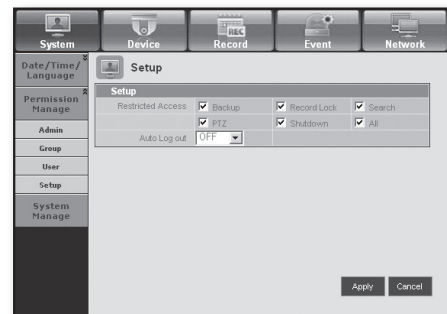 System Device Record Event Network
REC
Date/Time/
Language
Setup
Permission
Manage
Setup
Restricted Access Backup Record Lock Search
PTZ Shutdown All
Auto Log out OFF
Admin
Group
User
Setup
System
Manage
Apply Cancel